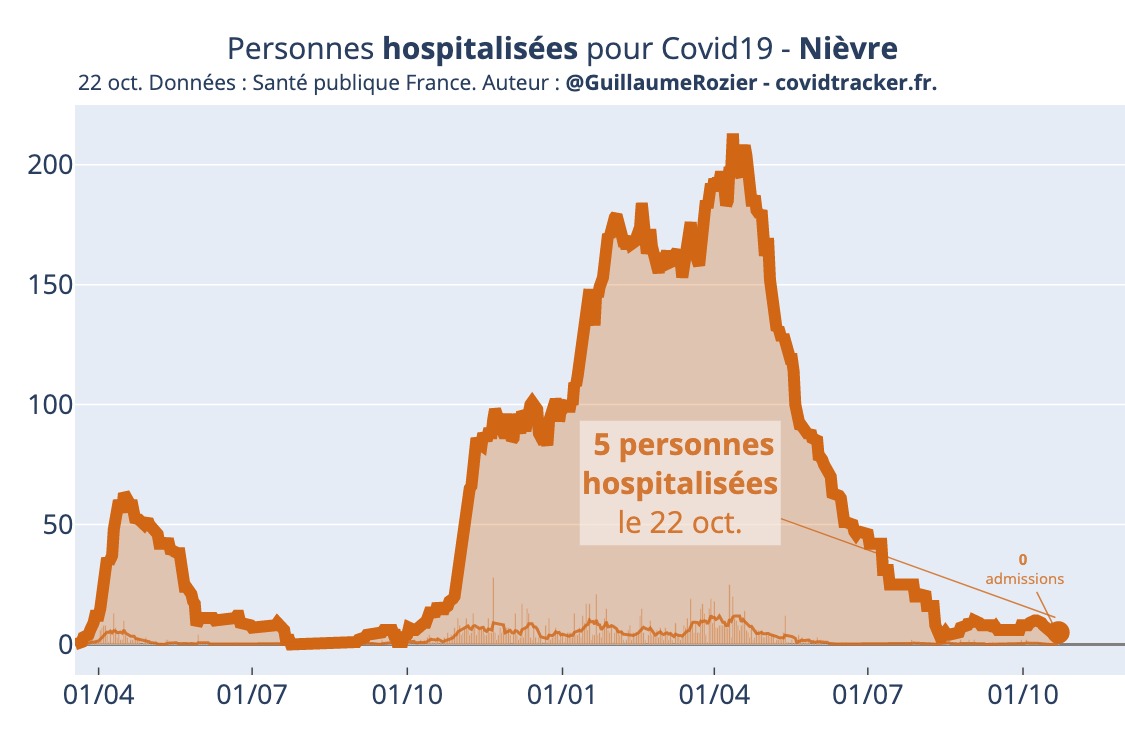 Personnes hospitalisées pour Covid19 - Nièvre
22 oct. Données : Santé publique France. Auteur : @GuillaumeRozier - covidtracker.fr.
200
150
100
5 personnes
hospitalisées
le 22 oct.
50
0
admissions
0
01/04 01/07 01/10 01/01 01/04 01/07 01/10